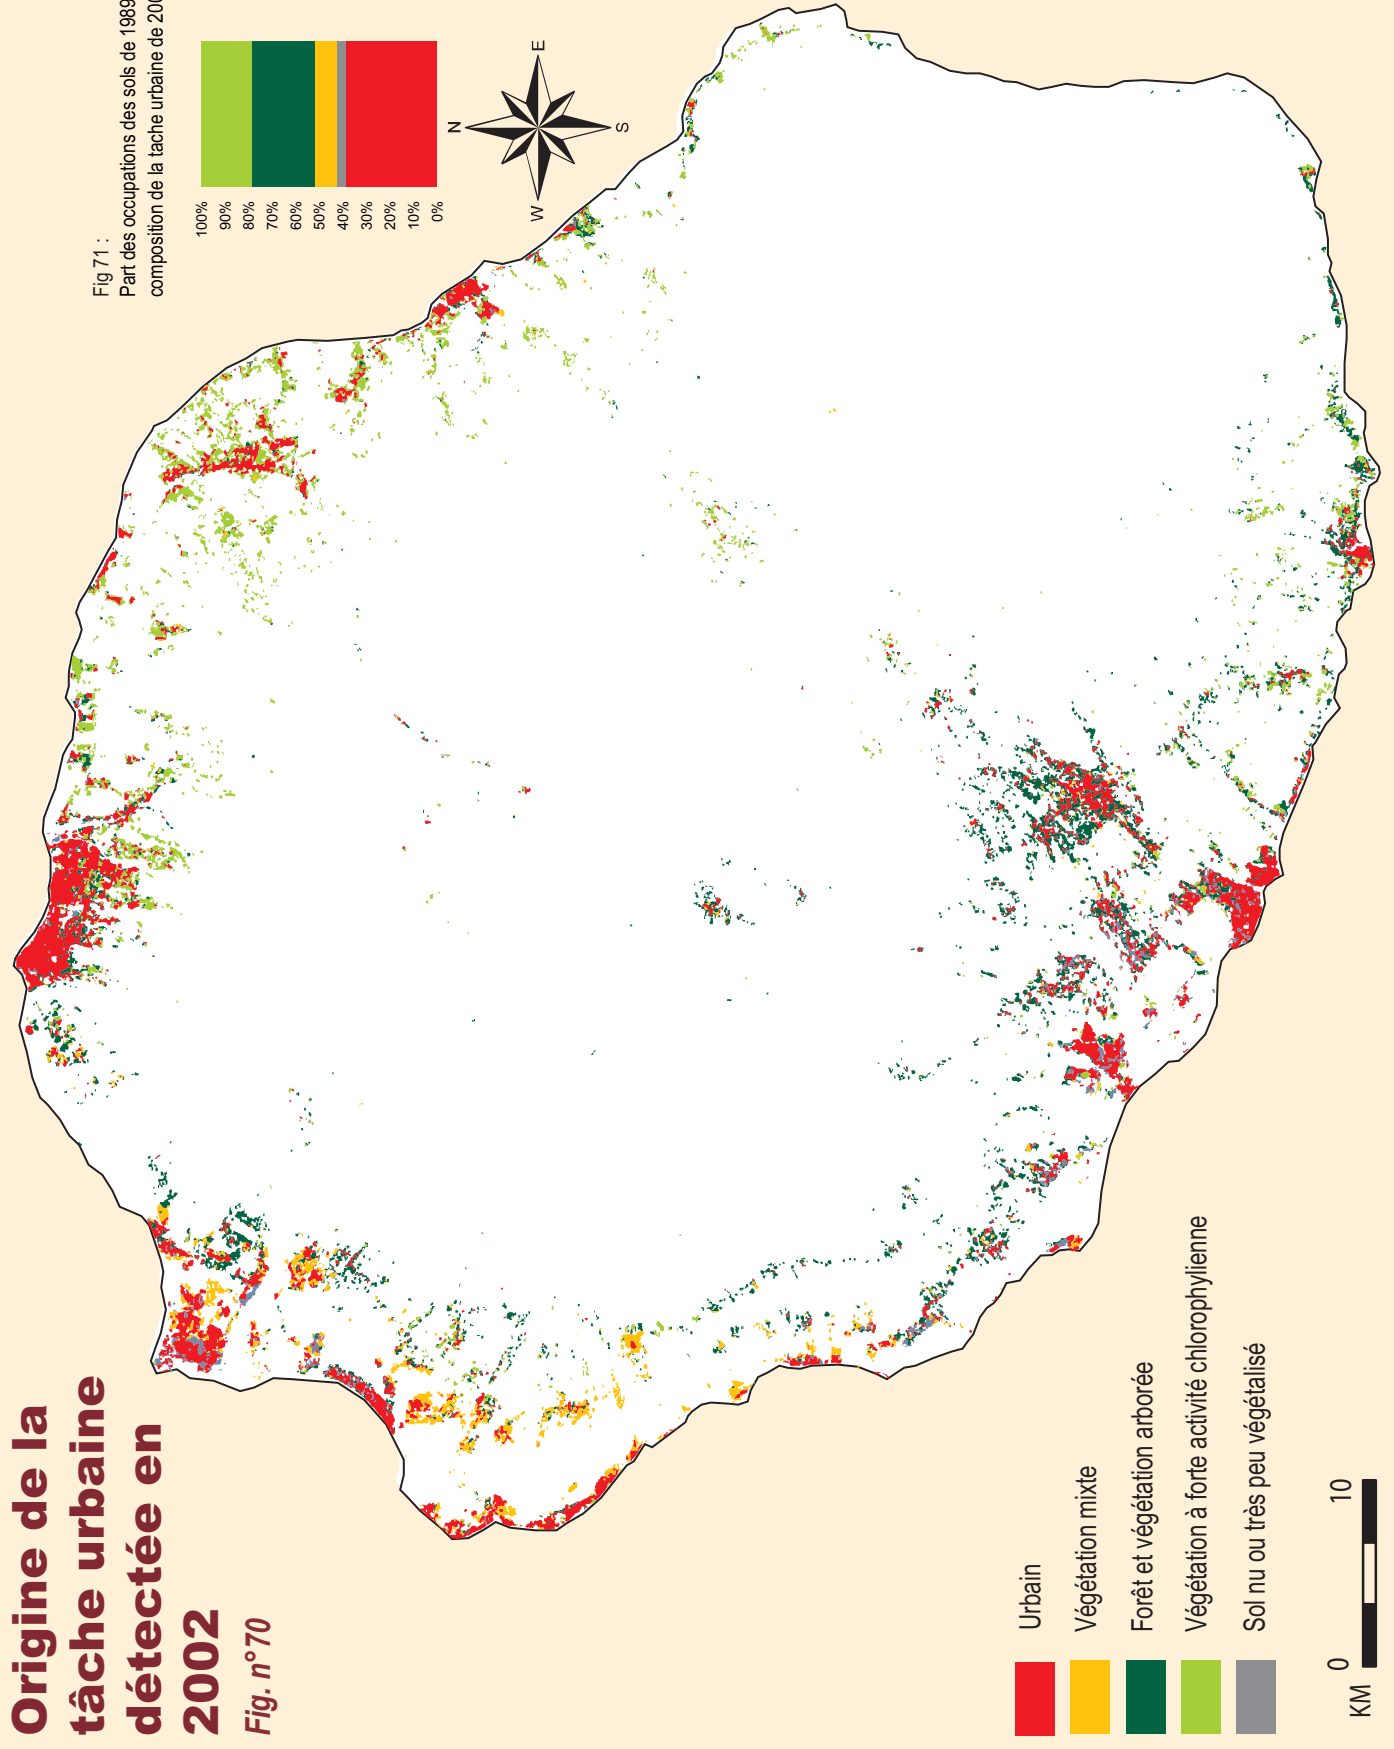 Origine de la
tâche urbaine
détectée en
2002
Fig. n°70
Fig 71 :
Part des occupations des sols de 1989
composition de la tache urbaine de
100%
90%
80%
70%
60%
50%
40%
30%
20%
10%
0%
N
E
S
W
Urbain
Végétation mixte
Forêt et végétation arborée
Végétation à forte activité chlorophylienne
Sol nu ou très peu végétalisé
0
10
KM